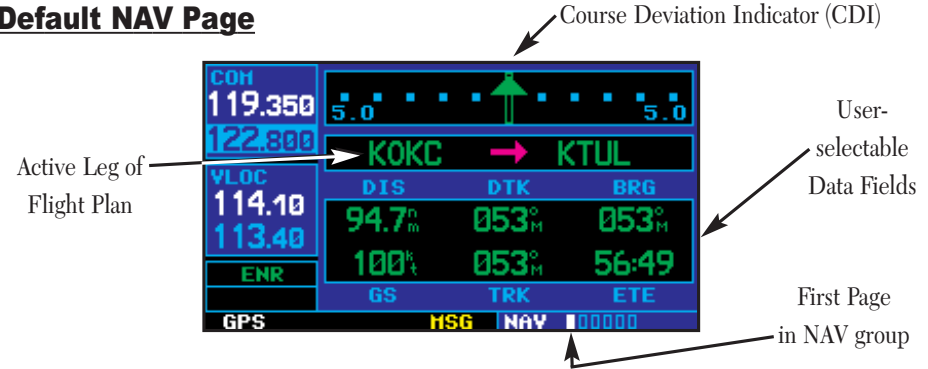 Default NAV Page
Course Deviation Indicator (CDI)
COM
119.350
122.800
5.0 5.0
KOKC → KTUL
Active Leg of
Flight Plan
User-
selectable
Data Fields
VLOC
114.10
113.40
DIS DTK BRG
94.7nm 053°M 053°M
100kt 053°M 56:49
GS TRK ETE
ENR
GPS MSG NAV
First Page
in NAV group